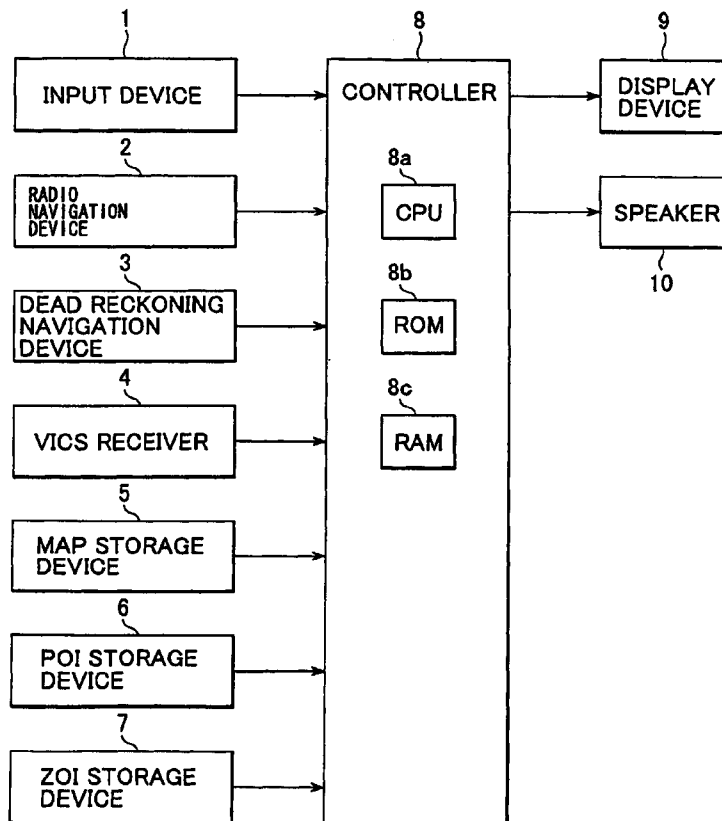 1
INPUT DEVICE
2
RADIO
NAVIGATION
DEVICE
3
DEAD RECKONING
NAVIGATION
DEVICE
4
VICS RECEIVER
5
MAP STORAGE
DEVICE
6
POI STORAGE
DEVICE
7
ZOI STORAGE
DEVICE
8
CONTROLLER
8a
CPU
8b
ROM
8c
RAM
9
DISPLAY
DEVICE
SPEAKER
10